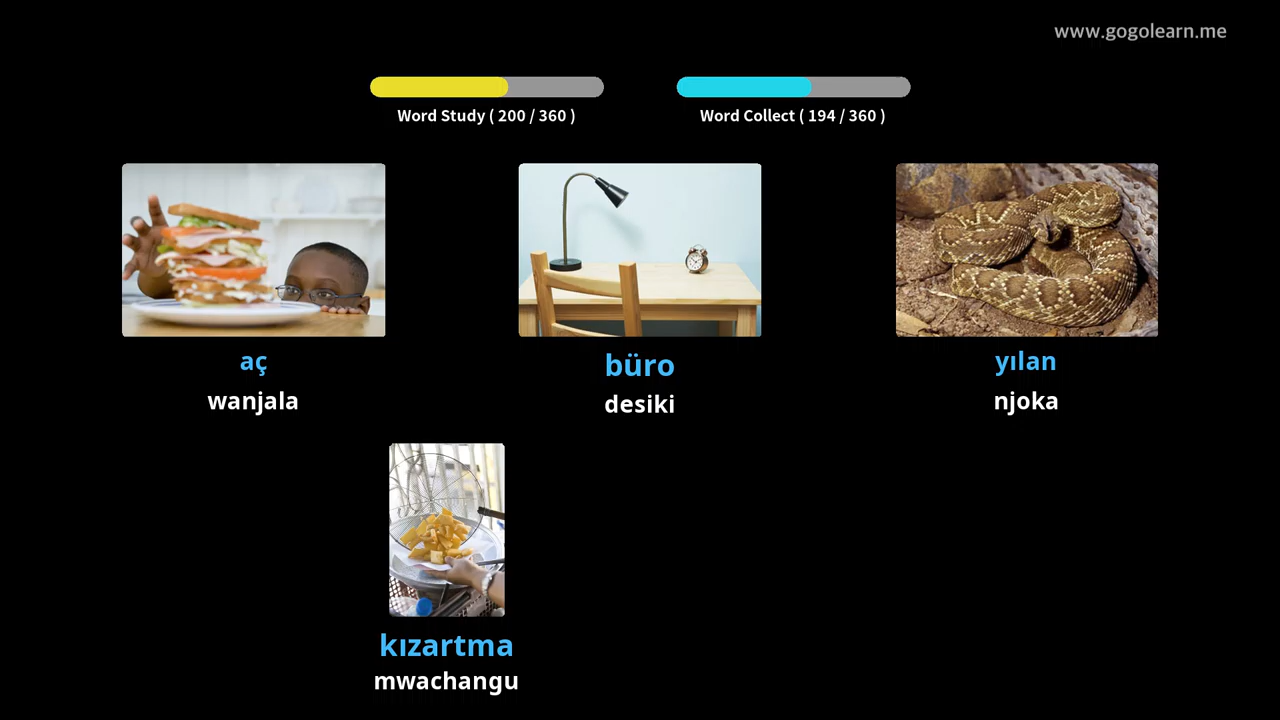 www.gogolearn.me
Word Study ( 200 / 360 )
Word Collect ( 194 / 360 )
aç
wanjala
büro
desiki
yılan
njoka
kızartma
mwachangu